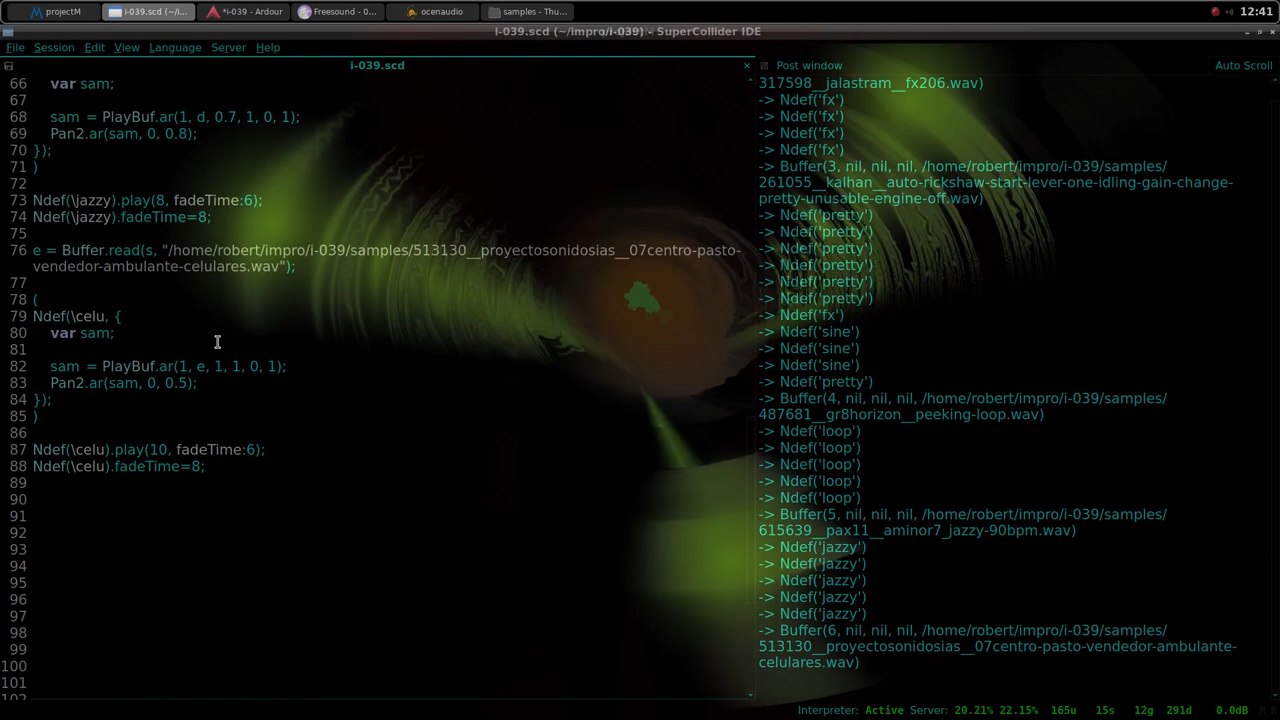 projectM
i-039.scd (~/i...
*i-039 - Ardour
Freesound - 0...
ocenaudio
samples - Thu...
12:41
i-039.scd (~/impro/i-039) - SuperCollider IDE
File Session Edit View Language Server Help
i-039.scd
Post window
Auto Scroll
66 var sam;
67
68 sam = PlayBuf.ar(1, d, 0.7, 1, 0, 1);
69 Pan2.ar(sam, 0, 0.8);
70 });
71 )
72
73 Ndef(\jazzy).play(8, fadeTime:6);
74 Ndef(\jazzy).fadeTime=8;
75
76 e = Buffer.read(s, "/home/robert/impro/i-039/samples/513130__proyectosonidosias__07centro-pasto-
vendedor-ambulante-celulares.wav");
77
78 (
79 Ndef(\celu, {
80 var sam;
81
82 sam = PlayBuf.ar(1, e, 1, 1, 0, 1);
83 Pan2.ar(sam, 0, 0.5);
84 });
85 )
86
87 Ndef(\celu).play(10, fadeTime:6);
88 Ndef(\celu).fadeTime=8;
89
90
91
92
93
94
95
96
97
98
99
100
101
102
317598__jalastram__fx206.wav)
-> Ndef('fx')
-> Ndef('fx')
-> Ndef('fx')
-> Ndef('fx')
-> Buffer(3, nil, nil, nil, /home/robert/impro/i-039/samples/
261055__kalhan__auto-rickshaw-start-lever-one-idling-gain-change-
pretty-unusable-engine-off.wav)
-> Ndef('pretty')
-> Ndef('pretty')
-> Ndef('pretty')
-> Ndef('pretty')
-> Ndef('pretty')
-> Ndef('pretty')
-> Ndef('fx')
-> Ndef('sine')
-> Ndef('sine')
-> Ndef('sine')
-> Ndef('pretty')
-> Buffer(4, nil, nil, nil, /home/robert/impro/i-039/samples/
487681__gr8horizon__peeking-loop.wav)
-> Ndef('loop')
-> Ndef('loop')
-> Ndef('loop')
-> Ndef('loop')
-> Ndef('loop')
-> Buffer(5, nil, nil, nil, /home/robert/impro/i-039/samples/
615639__pax11__aminor7_jazzy-90bpm.wav)
-> Ndef('jazzy')
-> Ndef('jazzy')
-> Ndef('jazzy')
-> Ndef('jazzy')
-> Ndef('jazzy')
-> Buffer(6, nil, nil, nil, /home/robert/impro/i-039/samples/
513130__proyectosonidosias__07centro-pasto-vendedor-ambulante-
celulares.wav)
Interpreter: Active Server: 20.21% 22.15% 165u 15s 12g 291d 0.0dB